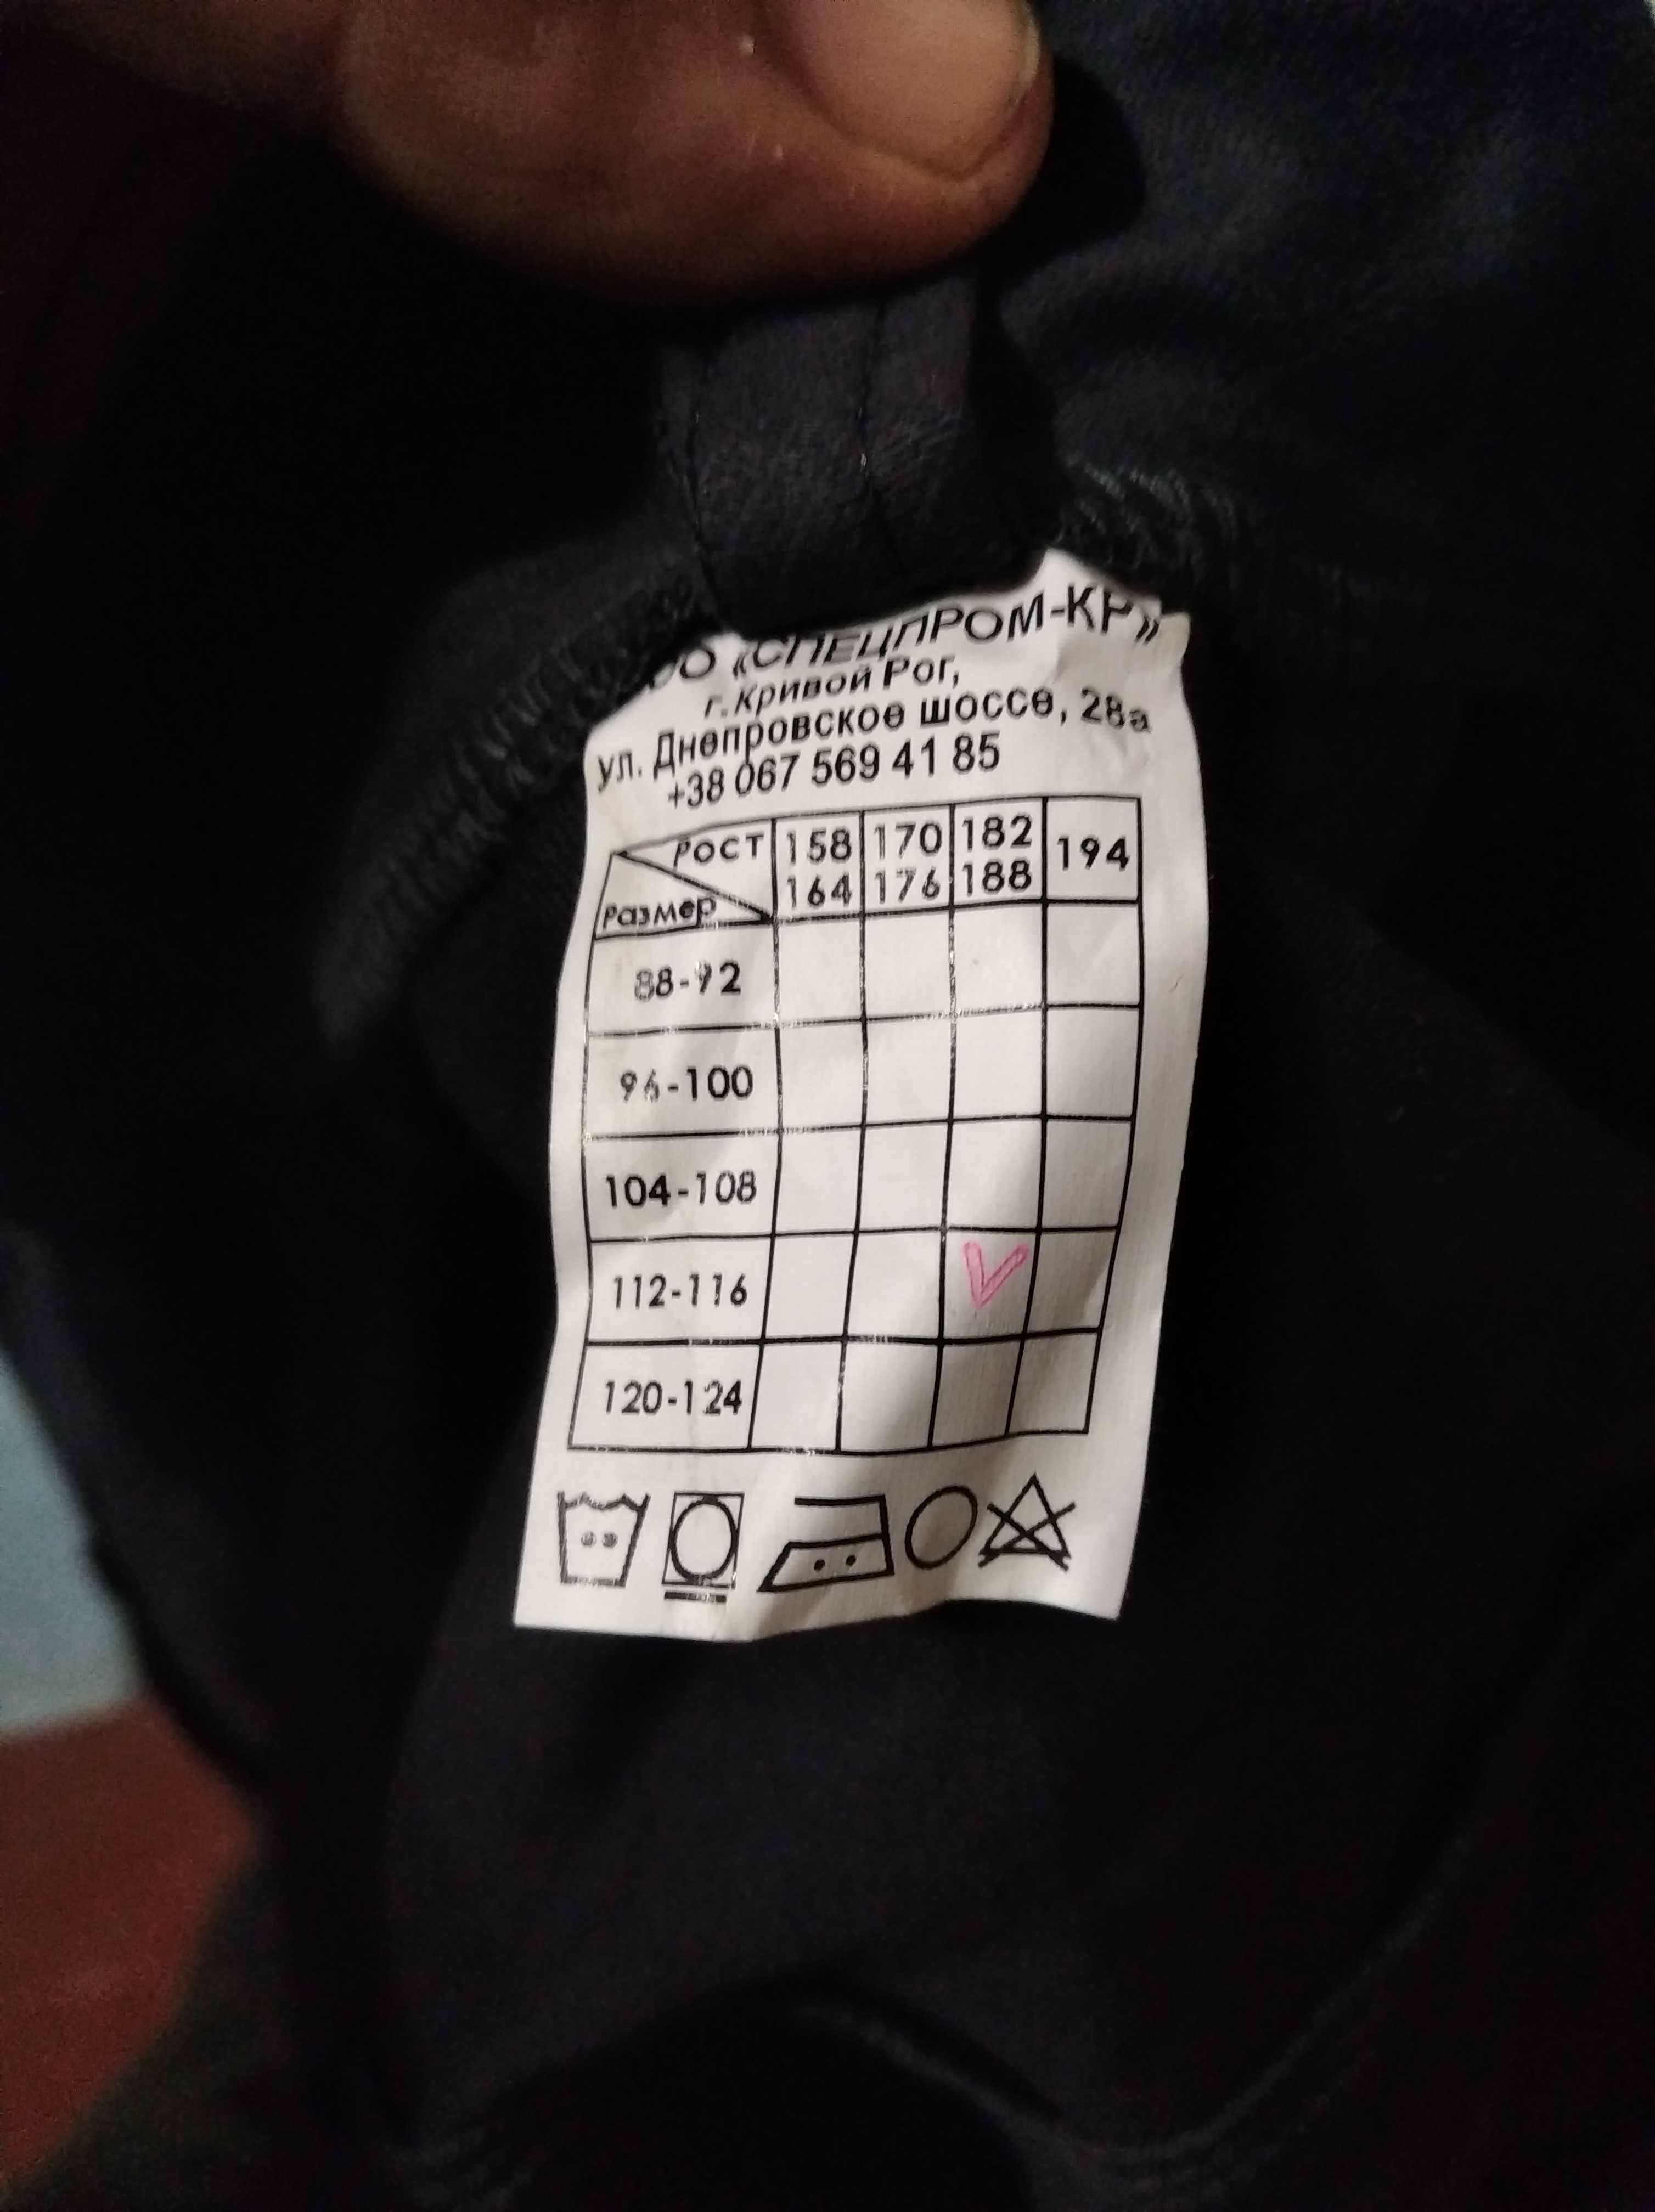 «СПЕЦПРОМ-КР»
г. Кривой Рог,
ул. Днепровское шоссе, 28а
+38 067 569 41 85
Рост 158 170 182 194
164 176 188
Размер
88-92
96-100
104-108
112-116 V
120-124